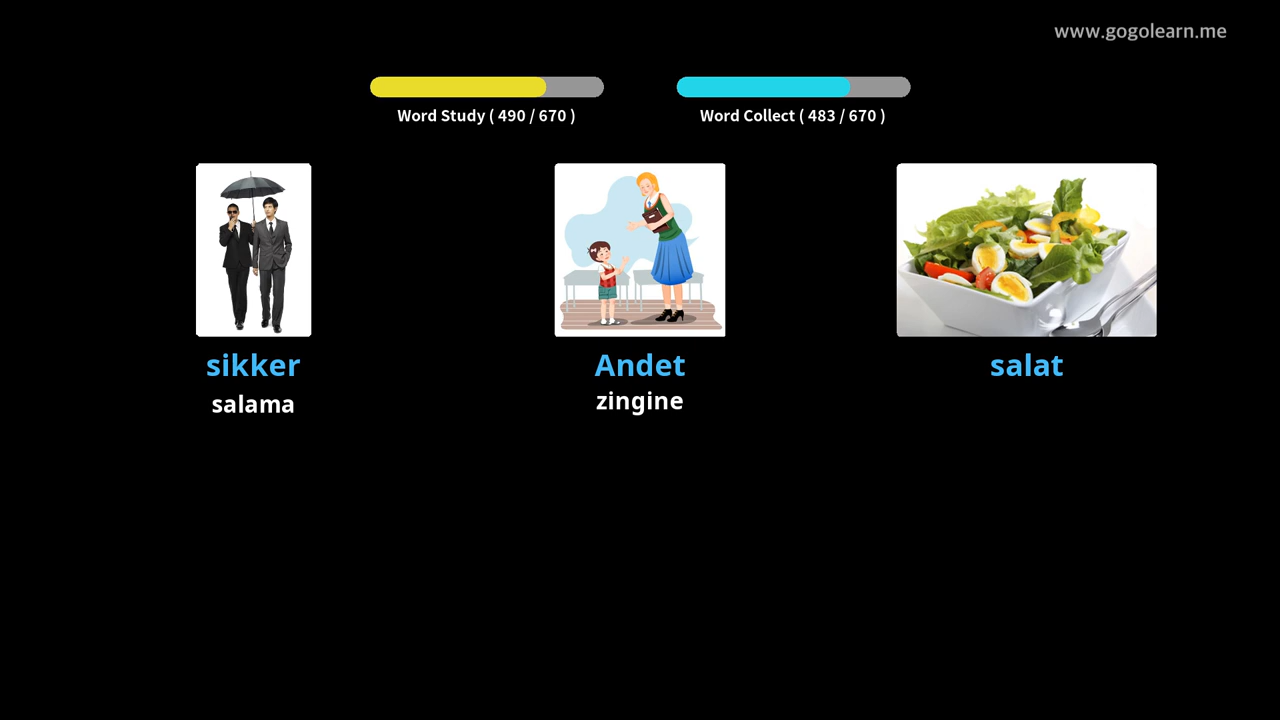 www.gogolearn.me
Word Study ( 490 / 670 )
Word Collect ( 483 / 670 )
sikker
salama
Andet
zingine
salat